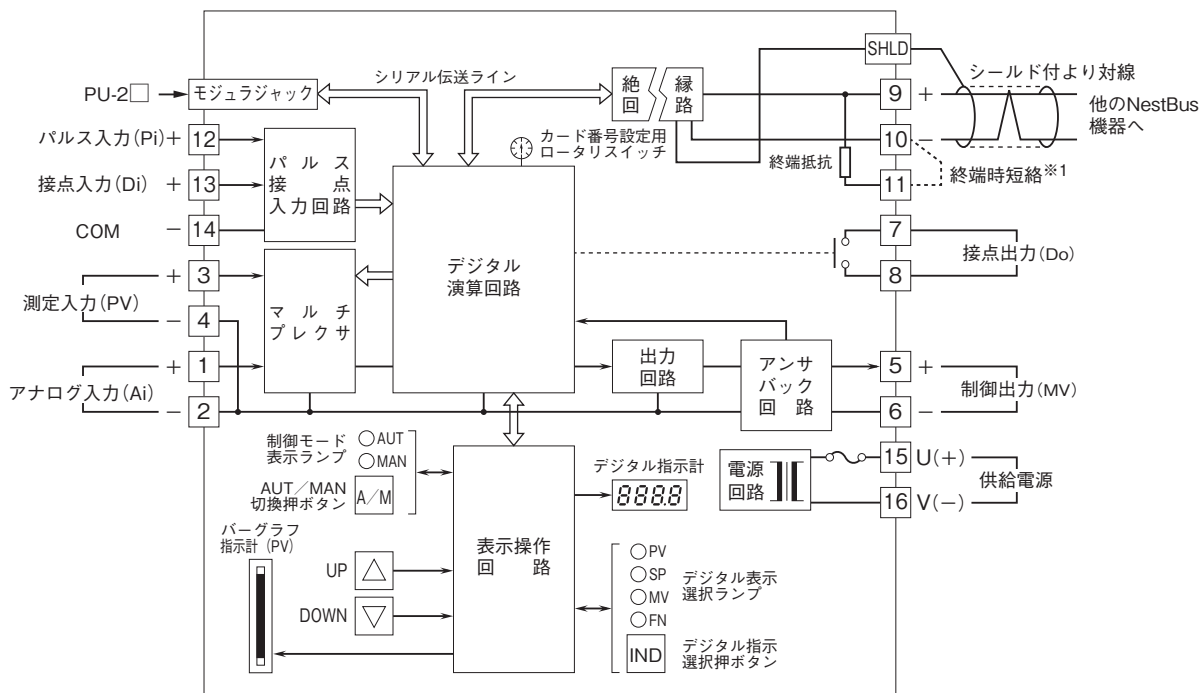 PU-2□
モジュラジャック
シリアル伝送ライン
絶縁
回路
SHLD
シールド付より対線
9 +
10 −
11
他のNestBus
機器へ
終端抵抗
終端時短絡※1
カード番号設定用
ロータリスイッチ
パルス入力(Pi) + 12
接点入力(Di) + 13
COM − 14
パルス
接点
入力回路
デジタル
演算回路
7
8
接点出力(Do)
+ 3
測定入力(PV)
− 4
マルチ
プレクサ
+ 1
アナログ入力(Ai)
− 2
出力
回路
アンサ
バック
回路
5 +
制御出力(MV)
6 −
制御モード
表示ランプ
AUT
MAN
AUT/MAN
切換押ボタン
A/M
デジタル指示計
8888
電源
回路
15 U(+)
供給電源
16 V(−)
バーグラフ
指示計(PV)
UP
DOWN
表示操作
回路
PV
SP
MV
FN
デジタル表示
選択ランプ
IND
デジタル指示
選択押ボタン